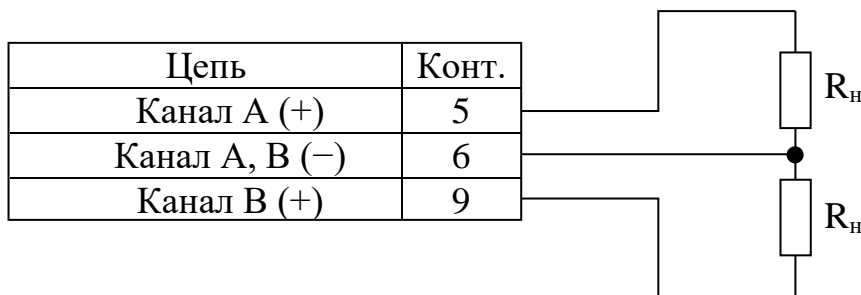 Цепь Конт.
Канал А (+) 5
Канал А, В (−) 6
Канал В (+) 9
Rн
Rн